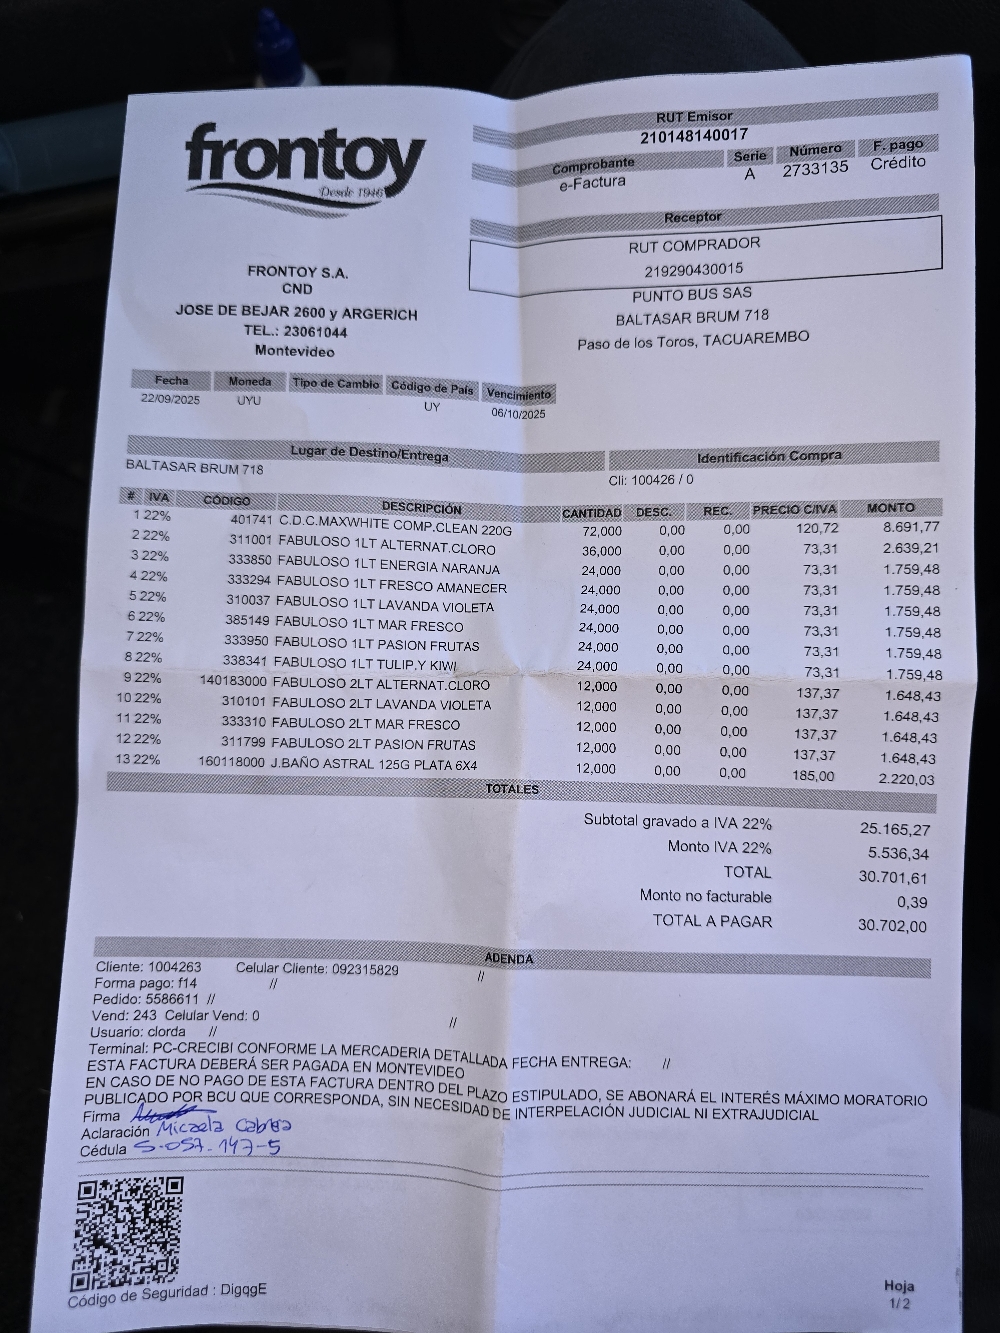 frontoy
Desde 1946
RUT Emisor
210148140017
Comprobante Serie Número F. pago
e-Factura A 2733135 Crédito
Receptor
RUT COMPRADOR
219290430015
PUNTO BUS SAS
BALTASAR BRUM 718
Paso de los Toros, TACUAREMBO
FRONTOY S.A.
CND
JOSE DE BEJAR 2600 y ARGERICH
TEL.: 23061044
Montevideo
Fecha Moneda Tipo de Cambio Código de País Vencimiento
22/09/2025 UYU UY 06/10/2025
Lugar de Destino/Entrega Identificación Compra
BALTASAR BRUM 718 Cli: 100426 / 0
# IVA CÓDIGO DESCRIPCIÓN CANTIDAD DESC. REC. PRECIO C/IVA MONTO
1 22% 401741 C.D.C.MAXWHITE COMP.CLEAN 220G 72,000 0,00 0,00 120,72 8.691,77
2 22% 311001 FABULOSO 1LT ALTERNAT.CLORO 36,000 0,00 0,00 73,31 2.639,21
3 22% 333850 FABULOSO 1LT ENERGIA NARANJA 24,000 0,00 0,00 73,31 1.759,48
4 22% 333294 FABULOSO 1LT FRESCO AMANECER 24,000 0,00 0,00 73,31 1.759,48
5 22% 310037 FABULOSO 1LT LAVANDA VIOLETA 24,000 0,00 0,00 73,31 1.759,48
6 22% 385149 FABULOSO 1LT MAR FRESCO 24,000 0,00 0,00 73,31 1.759,48
7 22% 333950 FABULOSO 1LT PASION FRUTAS 24,000 0,00 0,00 73,31 1.759,48
8 22% 338341 FABULOSO 1LT TULIP.Y KIWI 24,000 0,00 0,00 73,31 1.759,48
9 22% 140183000 FABULOSO 2LT ALTERNAT.CLORO 12,000 0,00 0,00 137,37 1.648,43
10 22% 310101 FABULOSO 2LT LAVANDA VIOLETA 12,000 0,00 0,00 137,37 1.648,43
11 22% 333310 FABULOSO 2LT MAR FRESCO 12,000 0,00 0,00 137,37 1.648,43
12 22% 311799 FABULOSO 2LT PASION FRUTAS 12,000 0,00 0,00 137,37 1.648,43
13 22% 160118000 J.BAÑO ASTRAL 125G PLATA 6X4 12,000 0,00 0,00 185,00 2.220,03
TOTALES
Subtotal gravado a IVA 22% 25.165,27
Monto IVA 22% 5.536,34
TOTAL 30.701,61
Monto no facturable 0,39
TOTAL A PAGAR 30.702,00
ADENDA
Cliente: 1004263 Celular Cliente: 092315829 //
Forma pago: f14 //
Pedido: 5586611 //
Vend: 243 Celular Vend: 0 //
Usuario: clorda //
Terminal: PC-CRECIBI CONFORME LA MERCADERIA DETALLADA FECHA ENTREGA: //
ESTA FACTURA DEBERÁ SER PAGADA EN MONTEVIDEO
EN CASO DE NO PAGO DE ESTA FACTURA DENTRO DEL PLAZO ESTIPULADO, SE ABONARÁ EL INTERÉS MÁXIMO MORATORIO
PUBLICADO POR BCU QUE CORRESPONDA, SIN NECESIDAD DE INTERPELACIÓN JUDICIAL NI EXTRAJUDICIAL
Firma
Aclaración Micaela Cabrera
Cédula 5-057.147-5
Código de Seguridad : DigqgE
Hoja
1/2